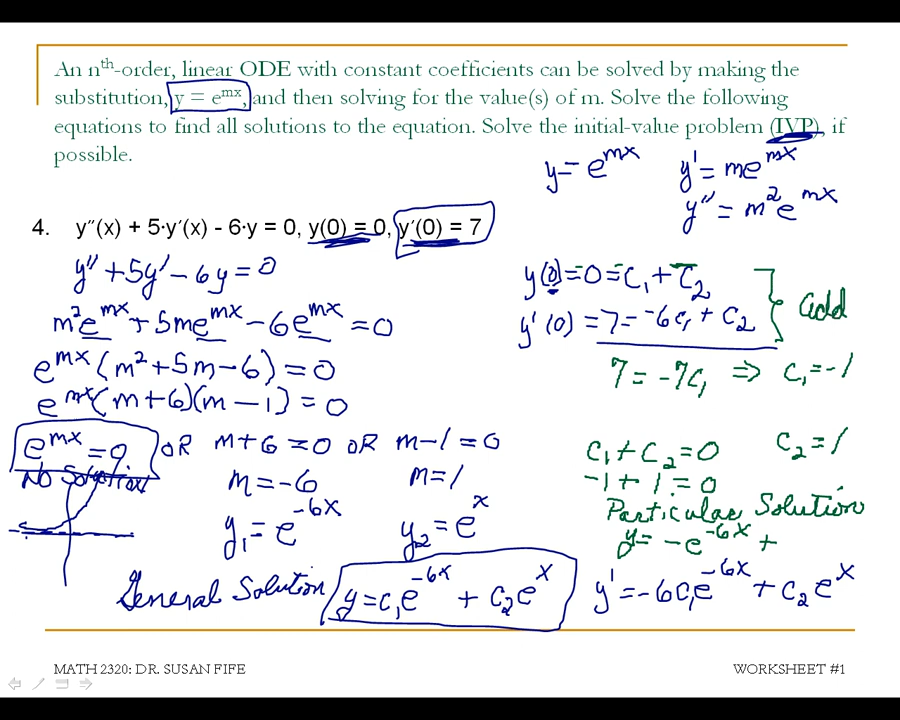 An nth-order, linear ODE with constant coefficients can be solved by making the
substitution, y = e^mx, and then solving for the value(s) of m. Solve the following
equations to find all solutions to the equation. Solve the initial-value problem (IVP), if
possible.
y = e^mx   y' = me^mx
y'' = m²e^mx
4. y″(x) + 5·y′(x) - 6·y = 0, y(0) = 0, y′(0) = 7
y'' + 5y' - 6y = 0
m²e^mx + 5me^mx - 6e^mx = 0
e^mx (m² + 5m - 6) = 0
e^mx (m + 6)(m - 1) = 0
e^mx = 0 OR m + 6 = 0 OR m - 1 = 0
No Solution   m = -6   m = 1
y₁ = e^-6x   y₂ = e^x
General Solution y = c₁e^-6x + c₂e^x
y(0) = 0 = c₁ + c₂
y'(0) = 7 = -6c₁ + c₂
add
7 = -7c₁ ⇒ c₁ = -1
c₁ + c₂ = 0   c₂ = 1
-1 + 1 = 0
Particular Solution
y = -e^-6x +
y' = -6c₁e^-6x + c₂e^x
MATH 2320: DR. SUSAN FIFE   WORKSHEET #1